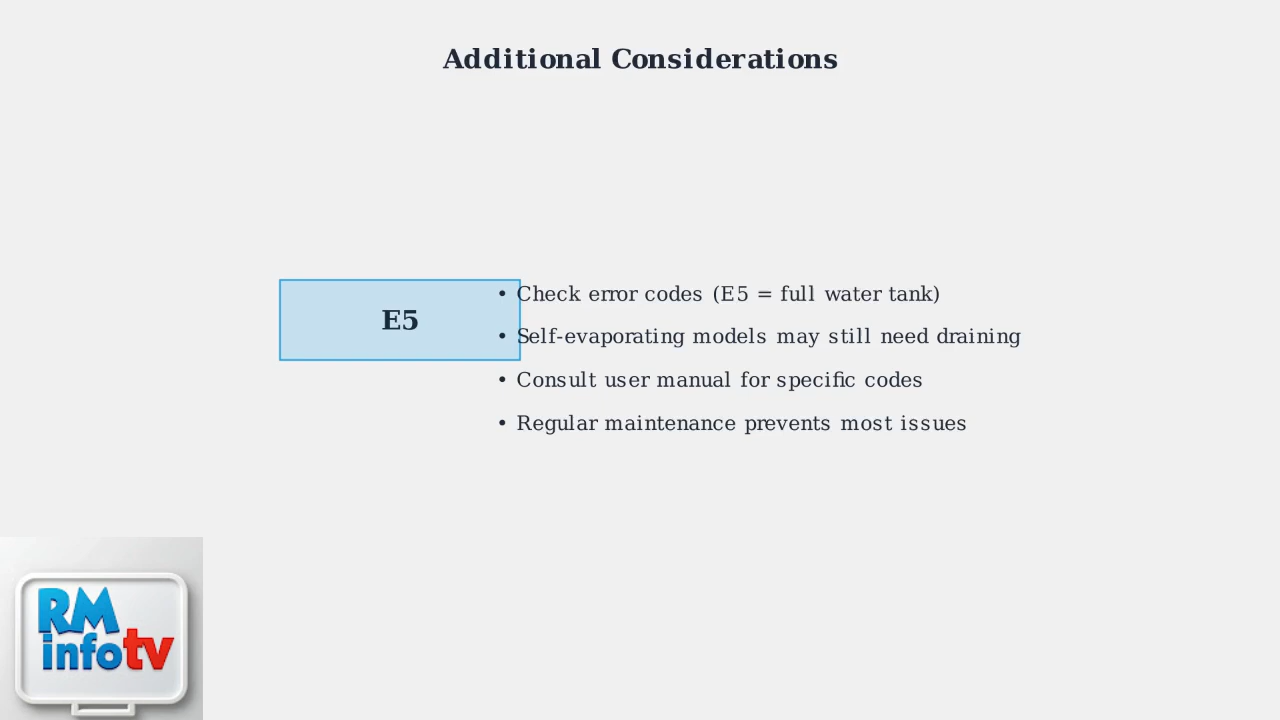 Additional Considerations
E5
• Check error codes (E5 = full water tank)
• Self-evaporating models may still need draining
• Consult user manual for specific codes
• Regular maintenance prevents most issues
RM
infotv